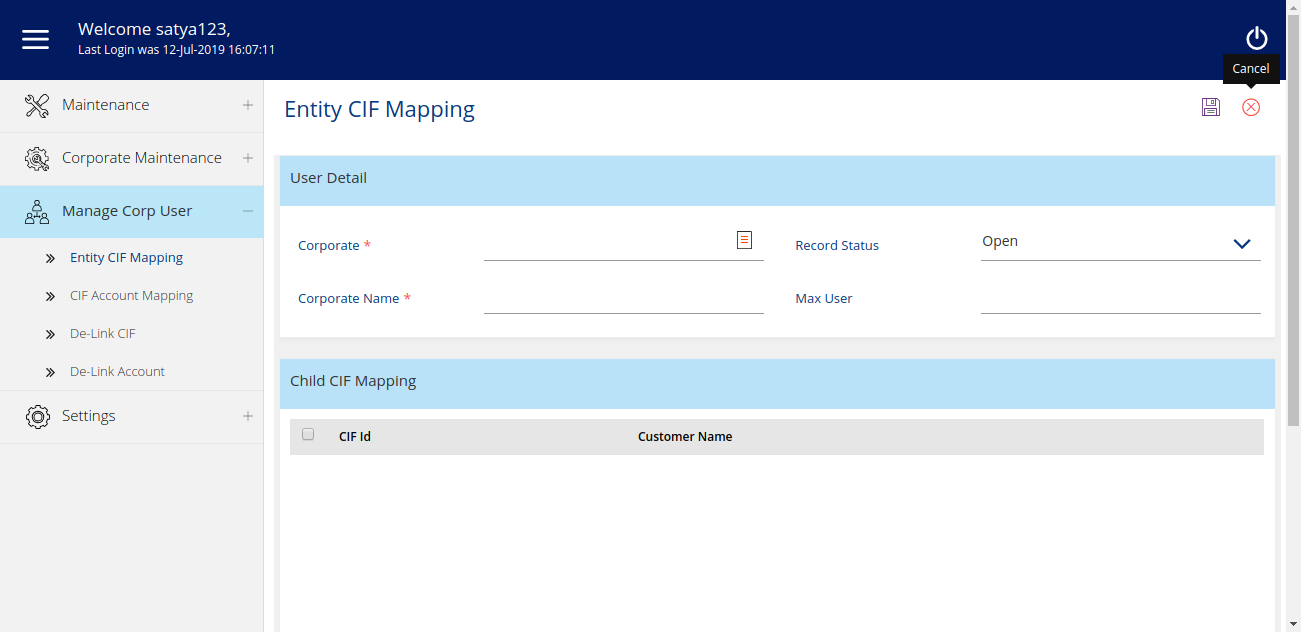 Welcome satya123,
Last Login was 12-Jul-2019 16:07:11
Cancel
Maintenance
Corporate Maintenance
Manage Corp User
Entity CIF Mapping
CIF Account Mapping
De-Link CIF
De-Link Account
Settings
Entity CIF Mapping
User Detail
Corporate *
Record Status Open
Corporate Name *
Max User
Child CIF Mapping
CIF Id Customer Name